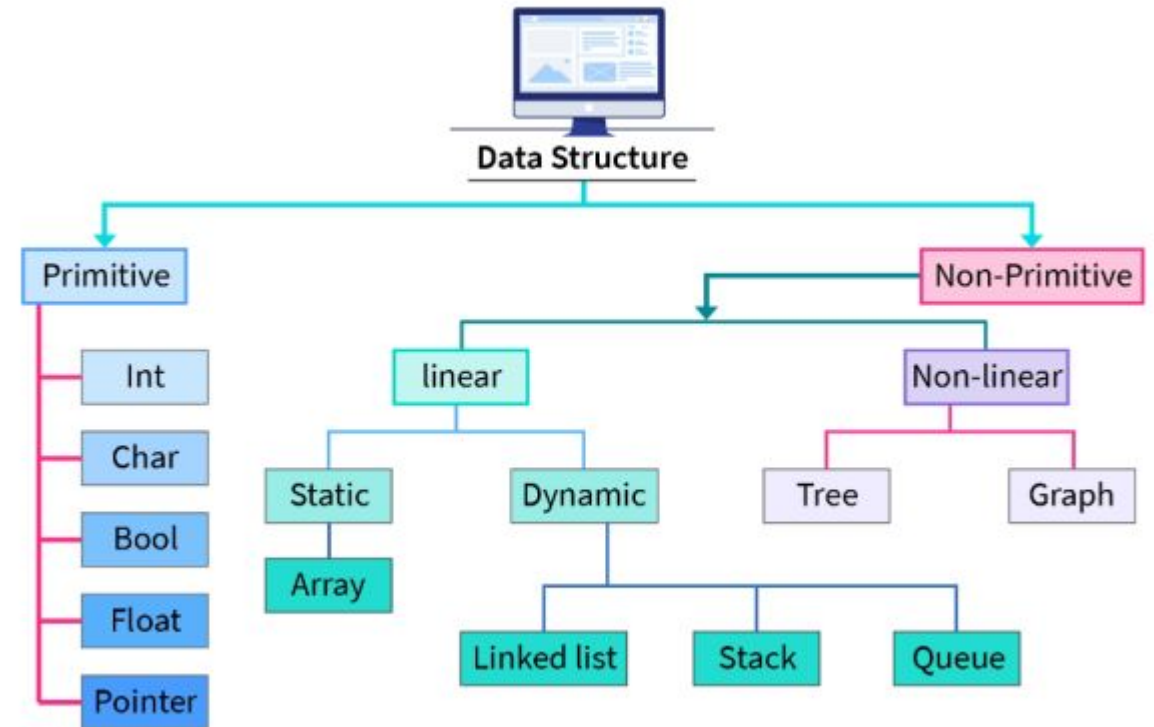 Data Structure
Primitive
Non-Primitive
Int
linear
Non-linear
Char
Static
Dynamic
Tree
Graph
Bool
Array
Float
Linked list
Stack
Queue
Pointer